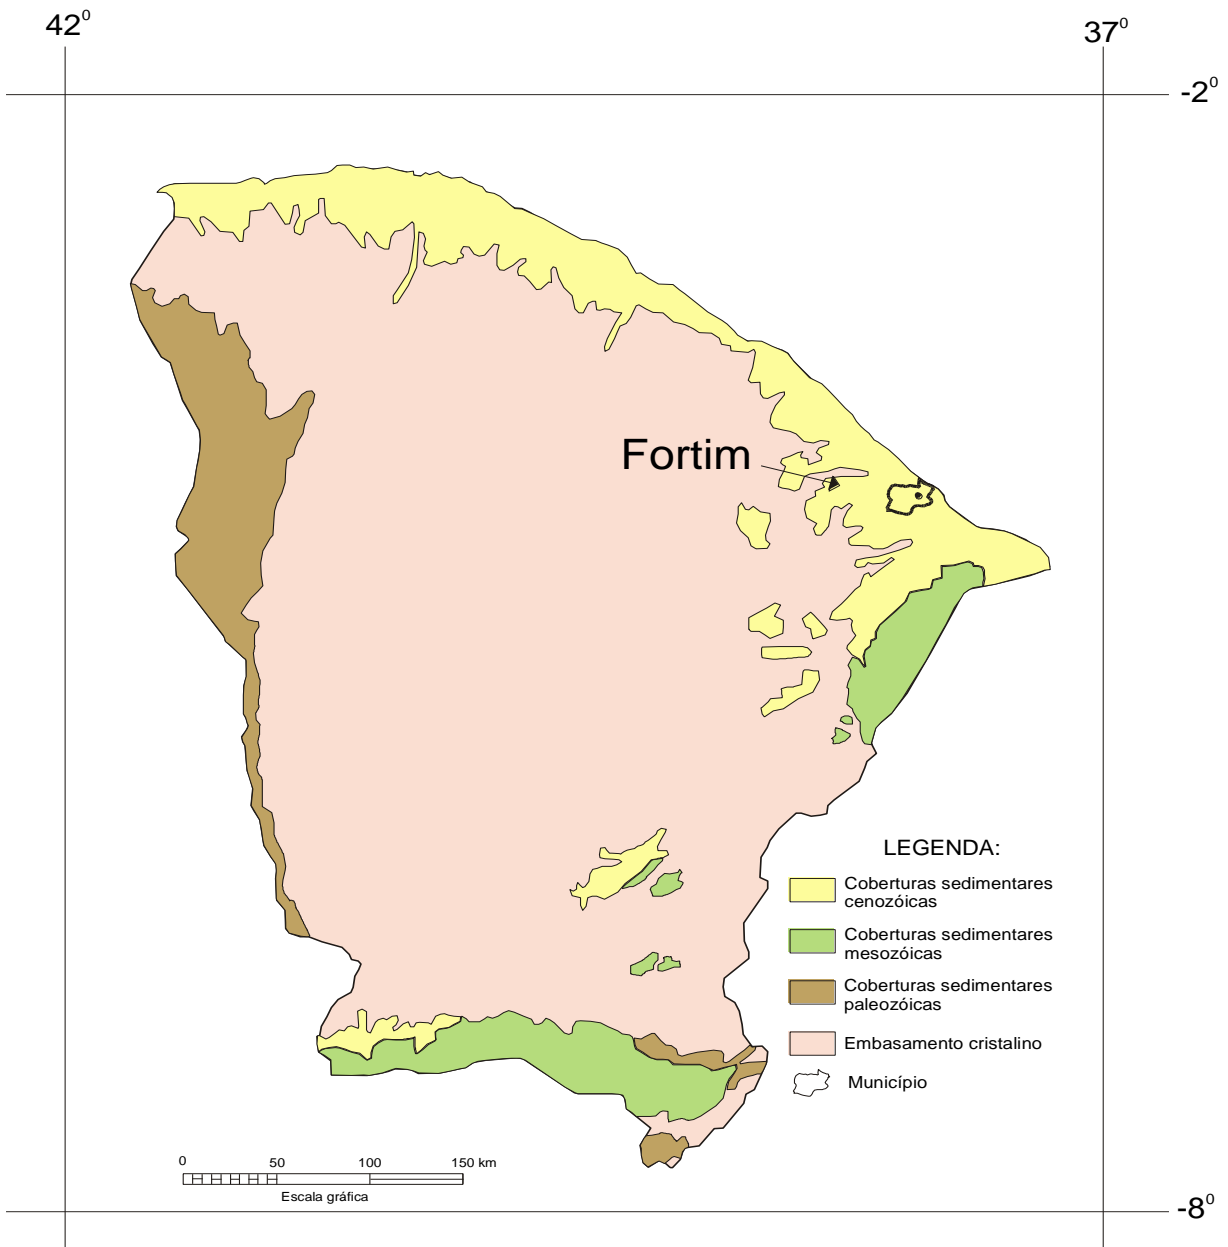 42⁰
37⁰
-2⁰
Fortim
LEGENDA:
Coberturas sedimentares
cenozóicas
Coberturas sedimentares
mesozóicas
Coberturas sedimentares
paleozóicas
Embasamento cristalino
Município
0 50 100 150 km
Escala gráfica
-8⁰